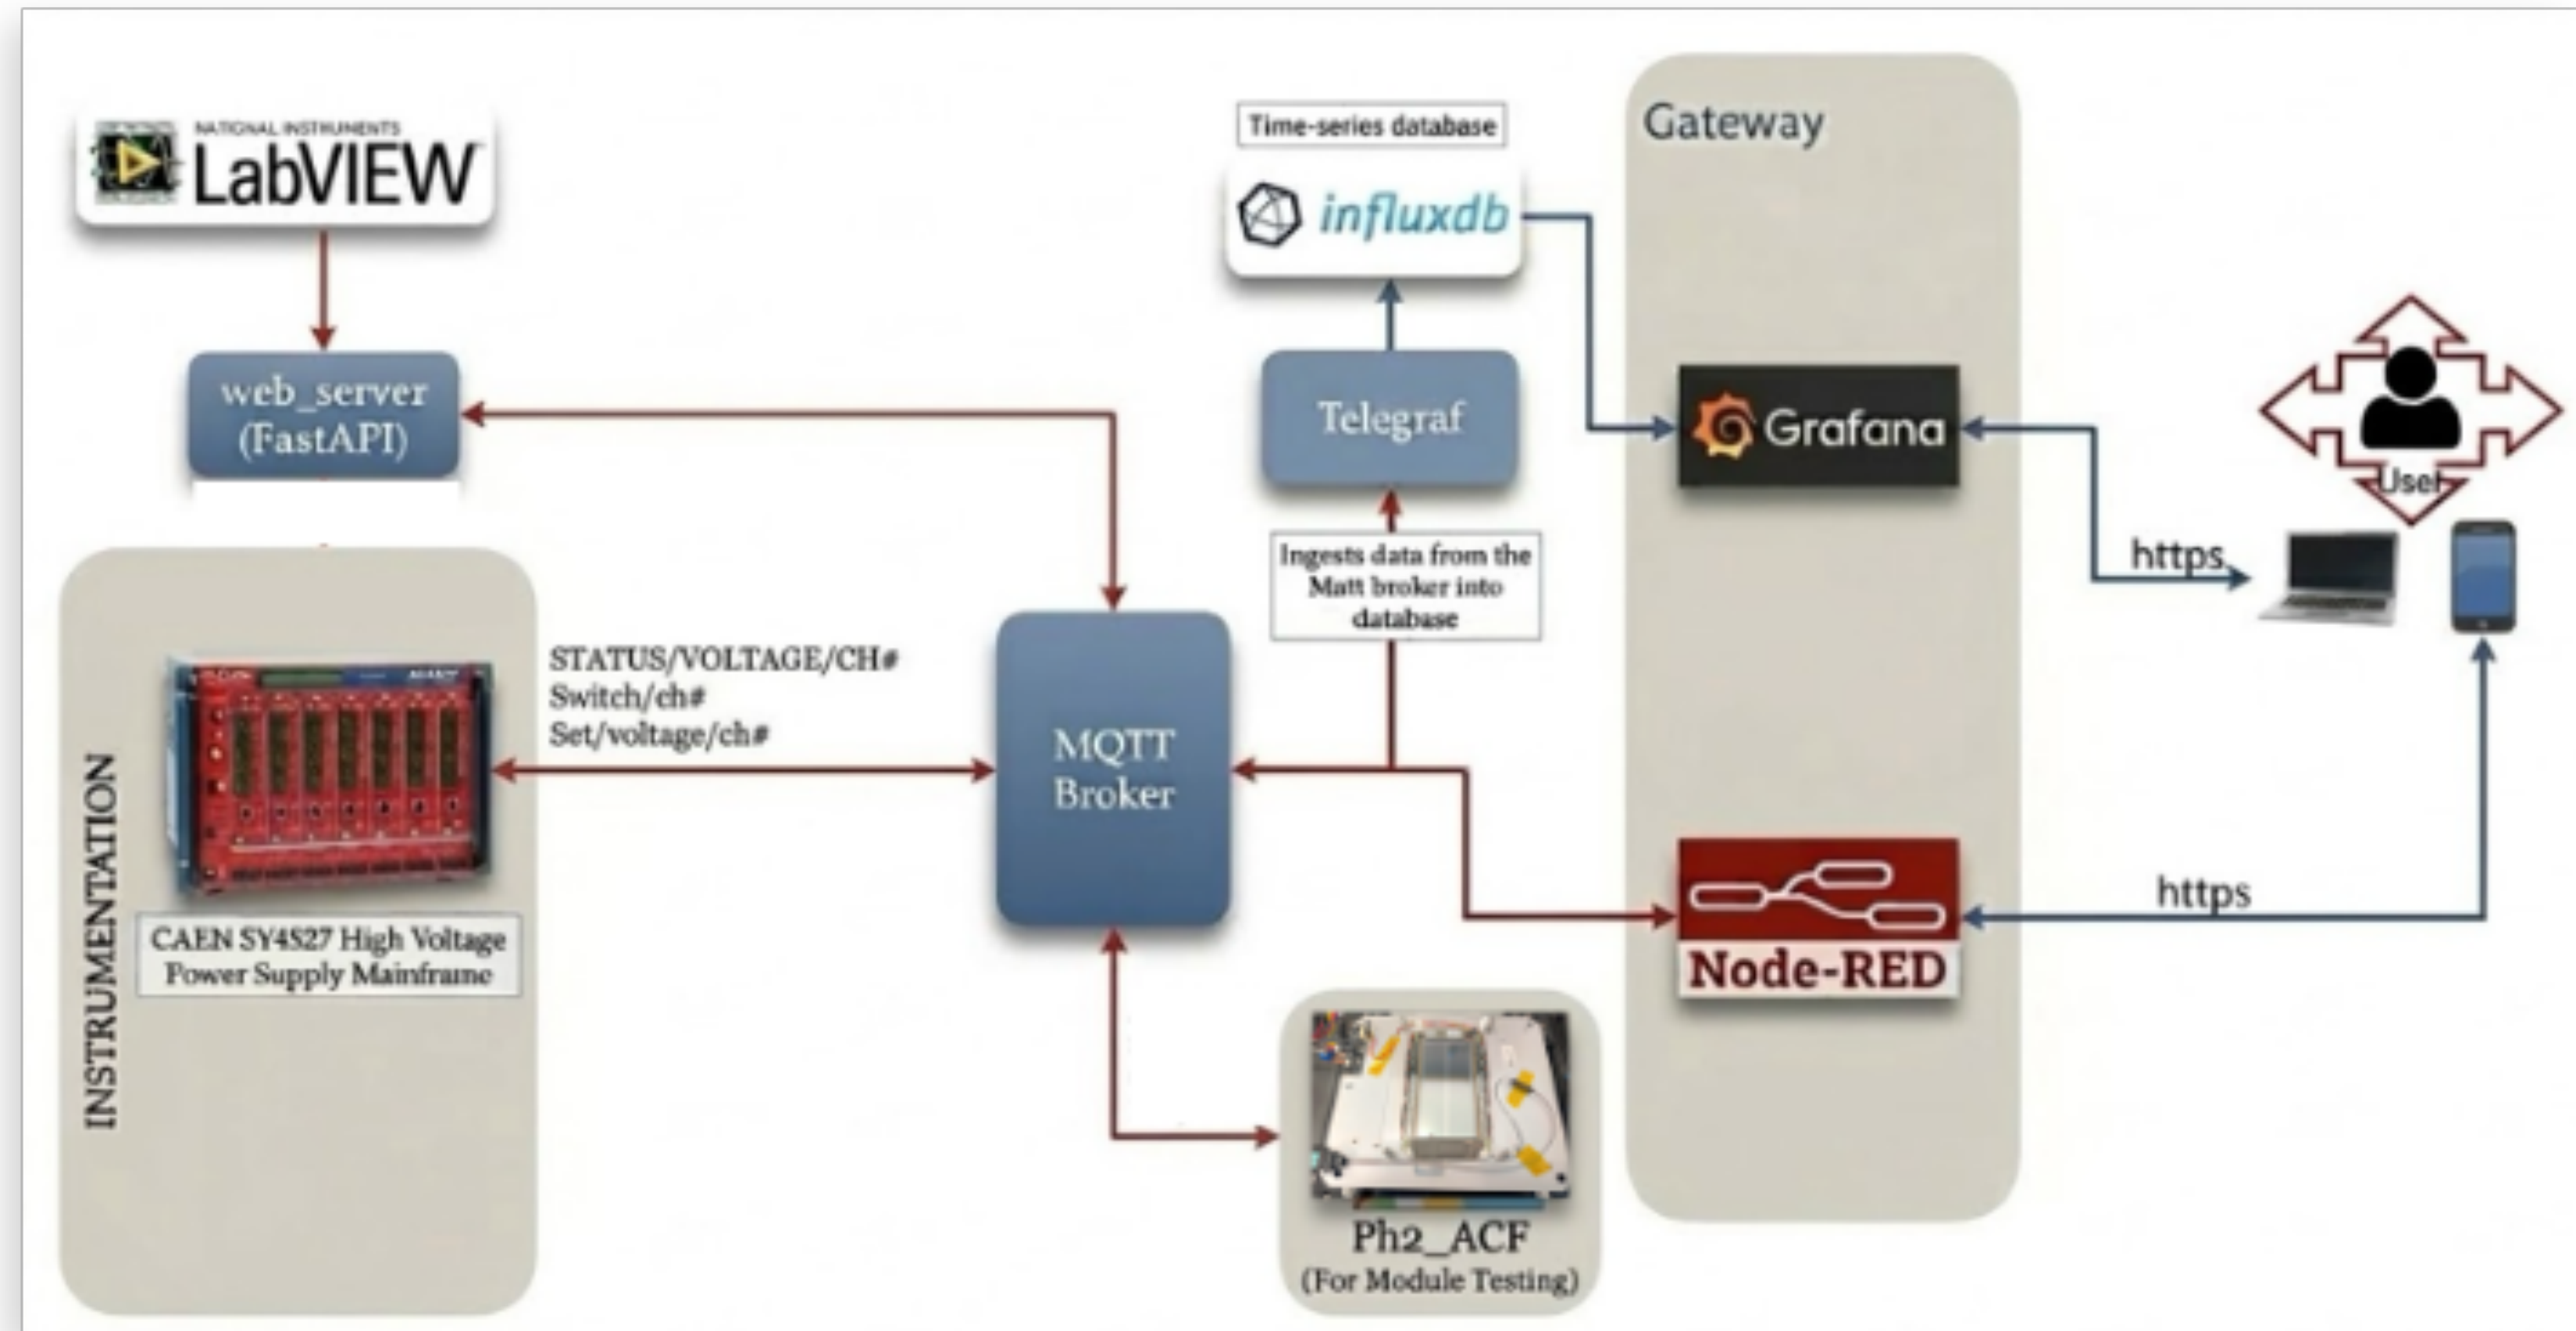 NATIONAL INSTRUMENTS
LabVIEW
web_server
(FastAPI)
INSTRUMENTATION
CAEN SY4527 High Voltage
Power Supply Mainframe
STATUS/VOLTAGE/CH#
Switch/ch#
Set/voltage/ch#
MQTT
Broker
Time-series database
influxdb
Telegraf
Ingests data from the
Matt broker into
database
Ph2_ACF
(For Module Testing)
Gateway
Grafana
Node-RED
User
https
https